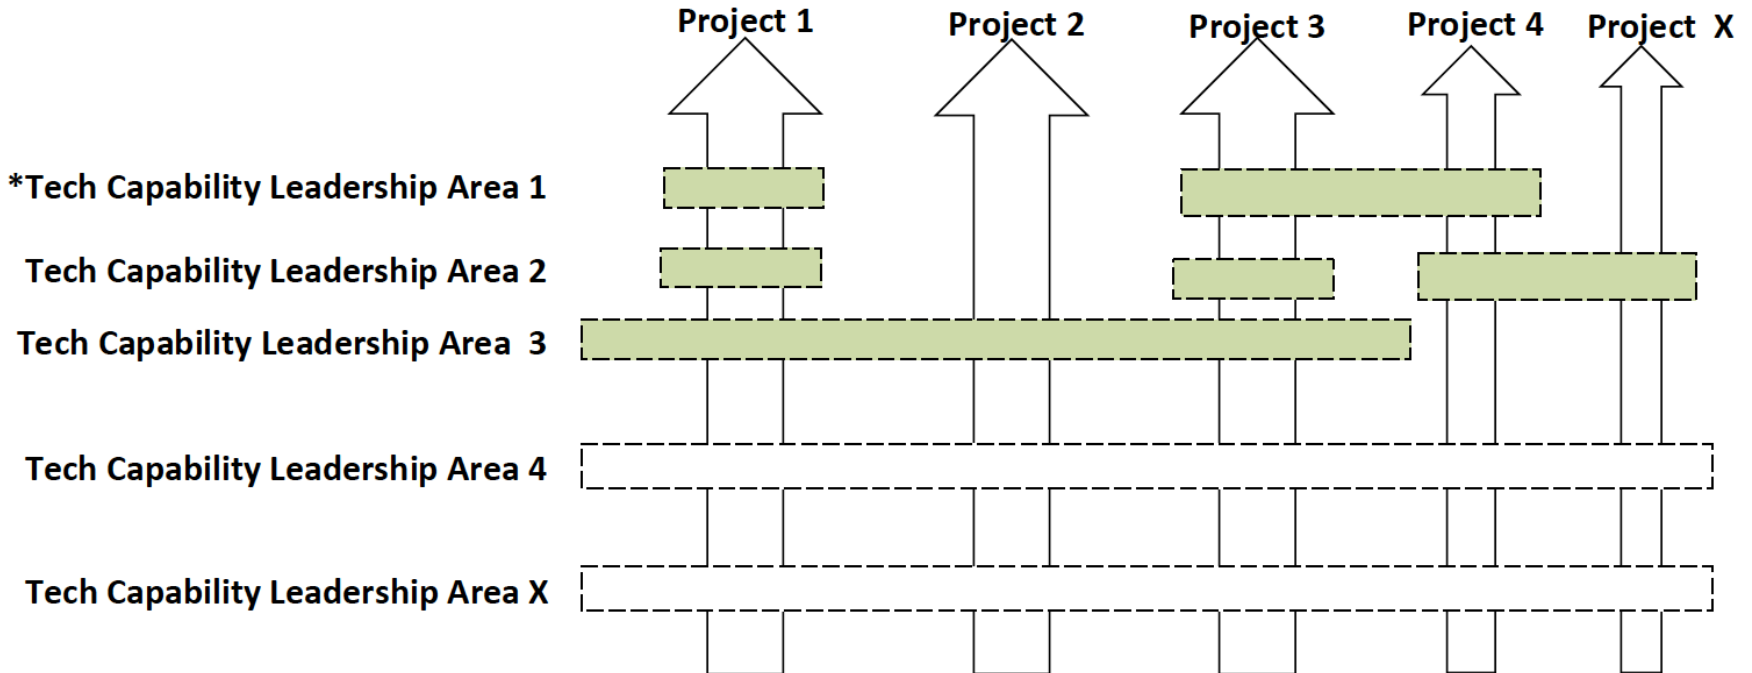 Project 1
Project 2
Project 3
Project 4
Project X
*Tech Capability Leadership Area 1
Tech Capability Leadership Area 2
Tech Capability Leadership Area 3
Tech Capability Leadership Area 4
Tech Capability Leadership Area X